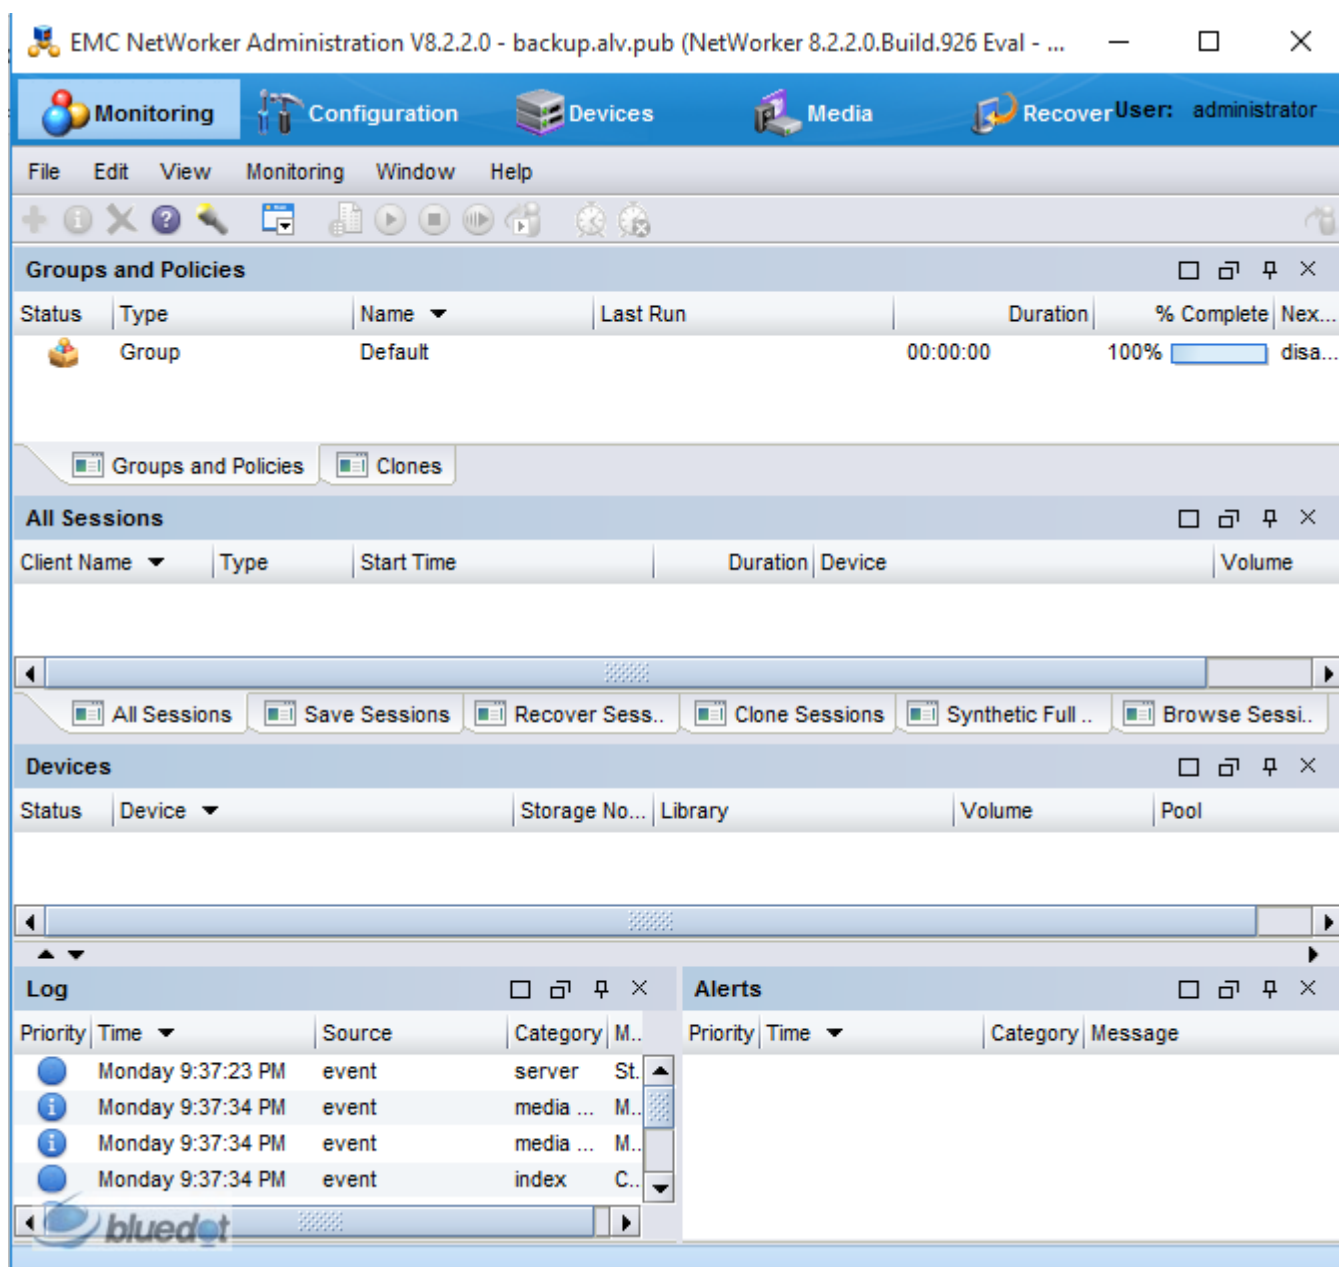 EMC NetWorker Administration V8.2.2.0 - backup.alv.pub (NetWorker 8.2.2.0.Build.926 Eval - ...
Monitoring Configuration Devices Media Recover User: administrator
File Edit View Monitoring Window Help
Groups and Policies
Status Type Name Last Run Duration % Complete Nex...
Group Default 00:00:00 100% disa...
Groups and Policies Clones
All Sessions
Client Name Type Start Time Duration Device Volume
All Sessions Save Sessions Recover Sess.. Clone Sessions Synthetic Full .. Browse Sessi..
Devices
Status Device Storage No... Library Volume Pool
Log
Priority Time Source Category M..
Monday 9:37:23 PM event server St.
Monday 9:37:34 PM event media ... M..
Monday 9:37:34 PM event media ... M..
Monday 9:37:34 PM event index C..
Alerts
Priority Time Category Message
bluedot